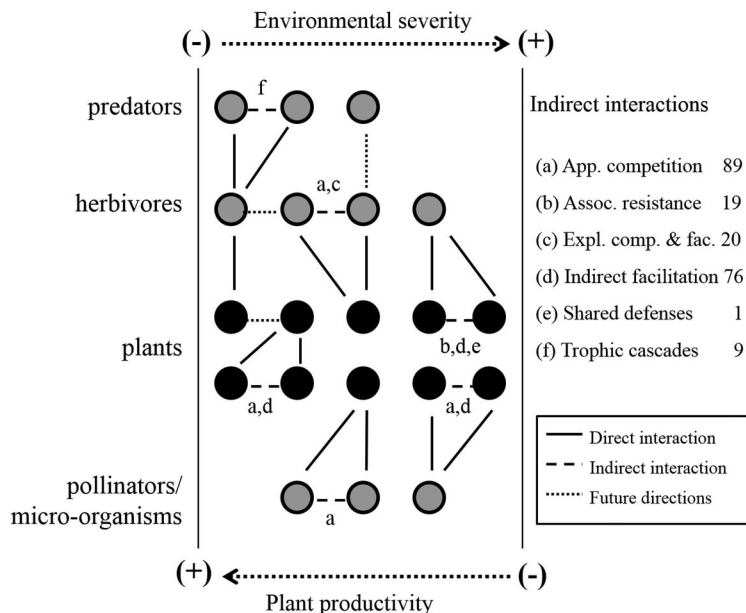 Environmental severity
(-)
(+)
f
predators
Indirect interactions
(a) App. competition 89
a,c
herbivores
(b) Assoc. resistance 19
(c) Expl. comp. & fac. 20
(d) Indirect facilitation 76
(e) Shared defenses 1
plants
b,d,e
(f) Trophic cascades 9
a,d
a,d
Direct interaction
Indirect interaction
Future directions
pollinators/
micro-organisms
a
(+)
(-)
Plant productivity